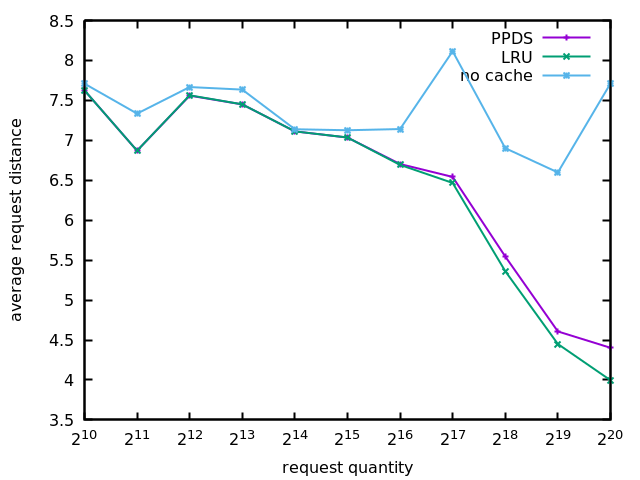 8.5
8
7.5
7
6.5
6
5.5
5
4.5
4
3.5
average request distance
PPDS
LRU
no cache
2^10 2^11 2^12 2^13 2^14 2^15 2^16 2^17 2^18 2^19 2^20
request quantity